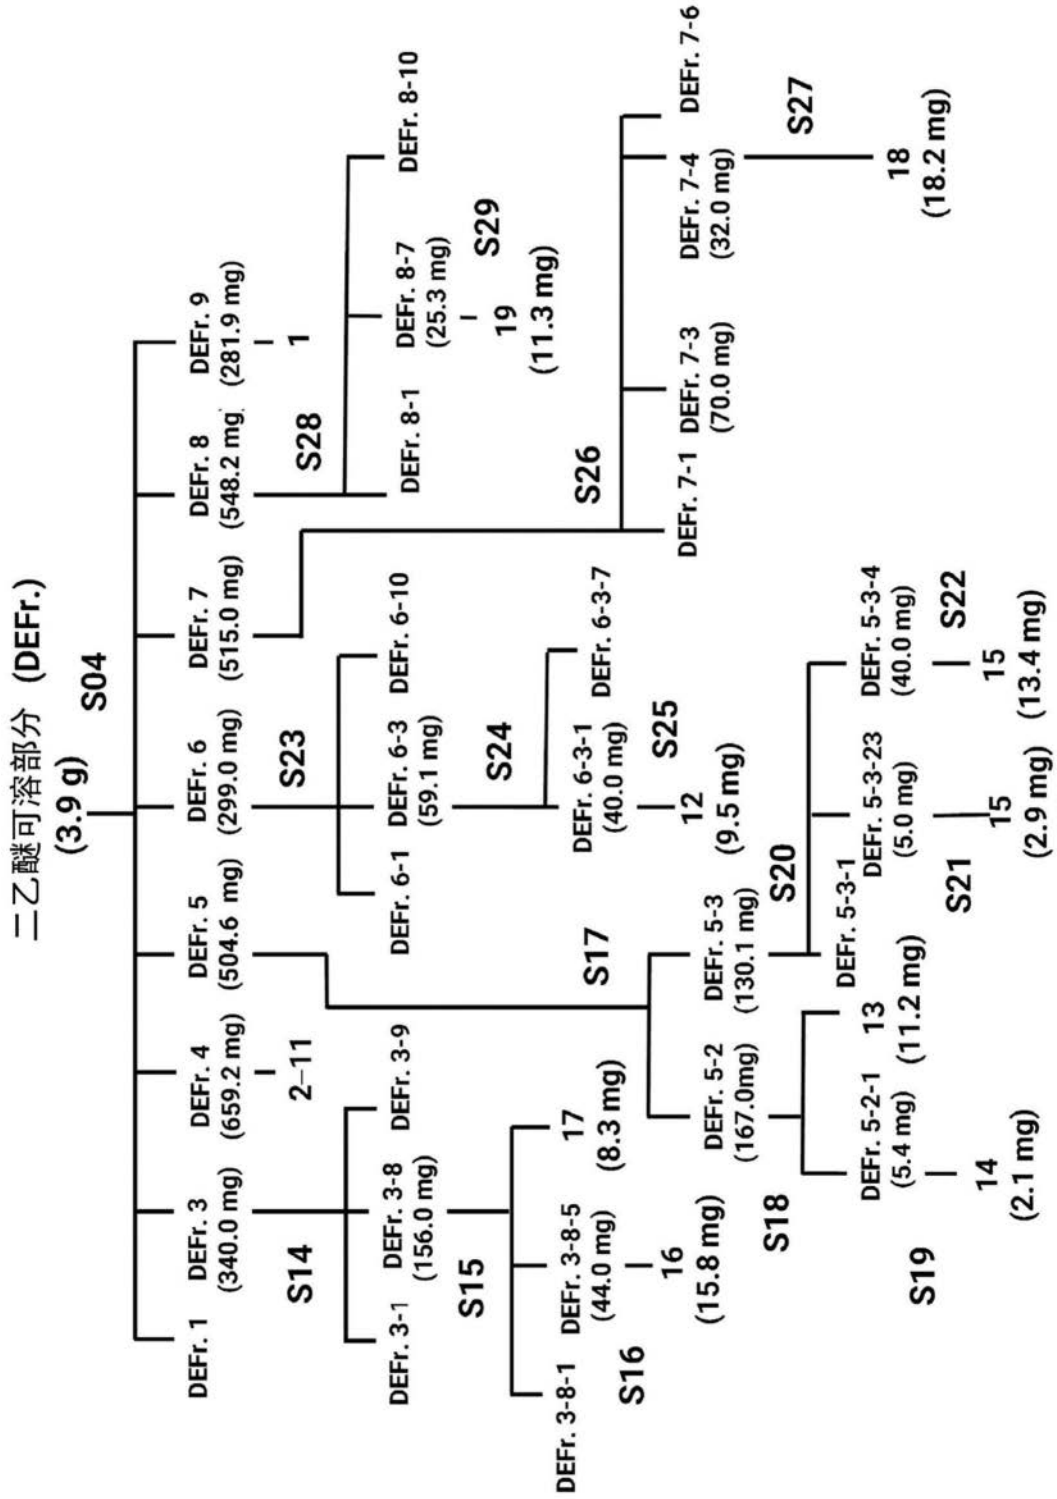 二乙醚可溶部分 (DEFr.)
(3.9 g)
S04
DEFr. 1
DEFr. 3
(340.0 mg)
DEFr. 4
(659.2 mg)
DEFr. 5
(504.6 mg)
DEFr. 6
(299.0 mg)
DEFr. 7
(515.0 mg)
DEFr. 8
(548.2 mg
DEFr. 9
(281.9 mg)
S14
2–11
S23
S28
1
DEFr. 3-1
DEFr. 3-8
(156.0 mg)
DEFr. 3-9
DEFr. 6-1
DEFr. 6-3
(59.1 mg)
DEFr. 6-10
DEFr. 8-1
DEFr. 8-7
(25.3 mg)
DEFr. 8-10
S15
S24
S29
19
(11.3 mg)
DEFr. 3-8-1
DEFr. 3-8-5
(44.0 mg)
17
(8.3 mg)
S17
DEFr. 6-3-1
(40.0 mg)
DEFr. 6-3-7
S26
S16
16
(15.8 mg)
S25
12
(9.5 mg)
DEFr. 7-1
DEFr. 7-3
(70.0 mg)
DEFr. 7-4
(32.0 mg)
DEFr. 7-6
DEFr. 5-2
(167.0mg)
DEFr. 5-3
(130.1 mg)
S18
S20
S27
DEFr. 5-2-1
(5.4 mg)
13
(11.2 mg)
DEFr. 5-3-1
DEFr. 5-3-23
(5.0 mg)
DEFr. 5-3-4
(40.0 mg)
18
(18.2 mg)
S19
S21
S22
14
(2.1 mg)
15
(2.9 mg)
15
(13.4 mg)